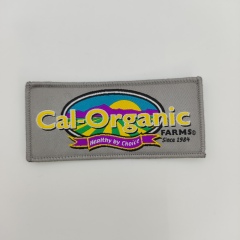 Cal-Organic
FARMS©
Healthy by Choice
Since 1984